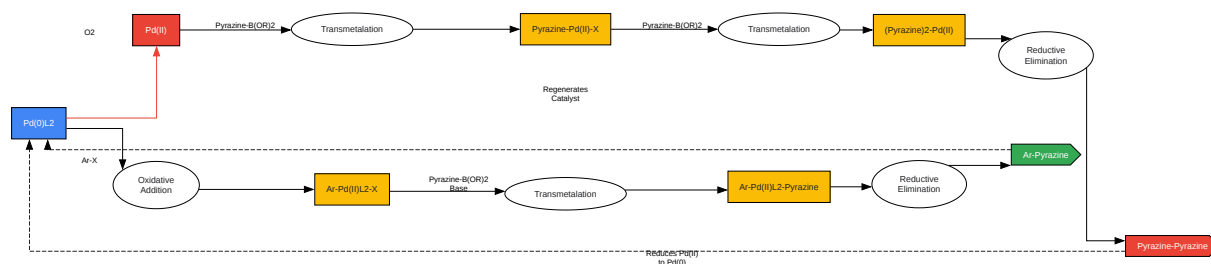 O2
Pd(II)
Pyrazine-B(OR)2
Transmetalation
Pyrazine-Pd(II)-X
Pyrazine-B(OR)2
Transmetalation
(Pyrazine)2-Pd(II)
Reductive
Elimination
Regenerates
Catalyst
Pd(0)L2
Ar-X
Oxidative
Addition
Ar-Pd(II)L2-X
Pyrazine-B(OR)2
Base
Transmetalation
Ar-Pd(II)L2-Pyrazine
Reductive
Elimination
Ar-Pyrazine
Pyrazine-Pyrazine
Reduces Pd(II)
to Pd(0)